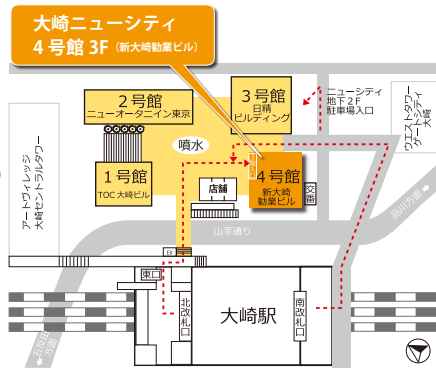 大崎ニューシティ
4号館 3F（新大崎勧業ビル）
2号館
ニューオータニイン東京
3号館
日精
ビルディング
ニューシティ
地下2F
駐車場入口
ウエストタワー
ゲートシティ
大崎
アートヴィレッジ
大崎セントラルタワー
噴水
1号館
TOC 大崎ビル
店舗
4号館
新大崎
勧業ビル
交番
山手通り
品川方面
東口
北改札口
大崎駅
南改札口
五反田
方面